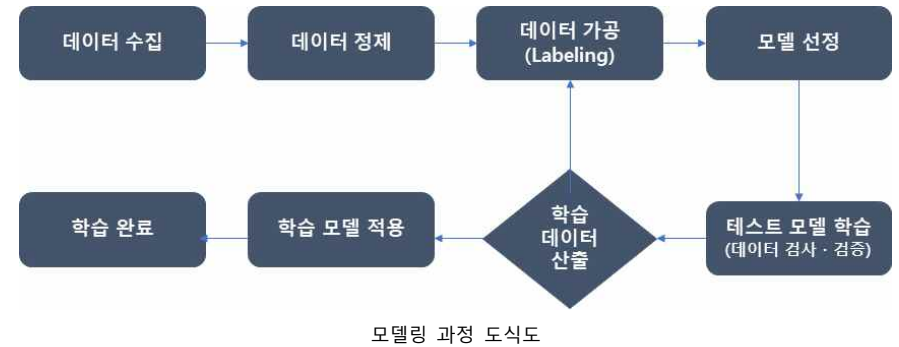 데이터 수집
데이터 정제
데이터 가공
(Labeling)
모델 선정
학습 완료
학습 모델 적용
학습
데이터
산출
테스트 모델 학습
(데이터 검사·검증)
모델링 과정 도식도